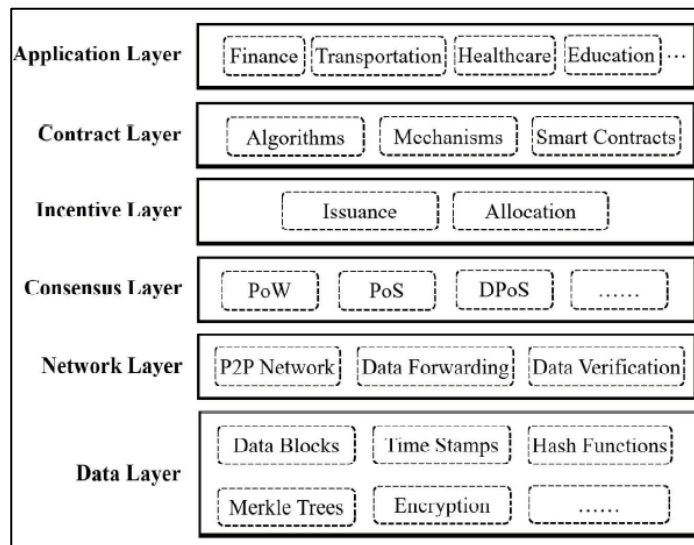 Application Layer Finance Transportation Healthcare Education ...
Contract Layer Algorithms Mechanisms Smart Contracts
Incentive Layer Issuance Allocation
Consensus Layer PoW PoS DPoS ......
Network Layer P2P Network Data Forwarding Data Verification
Data Blocks Time Stamps Hash Functions
Data Layer
Merkle Trees Encryption ......